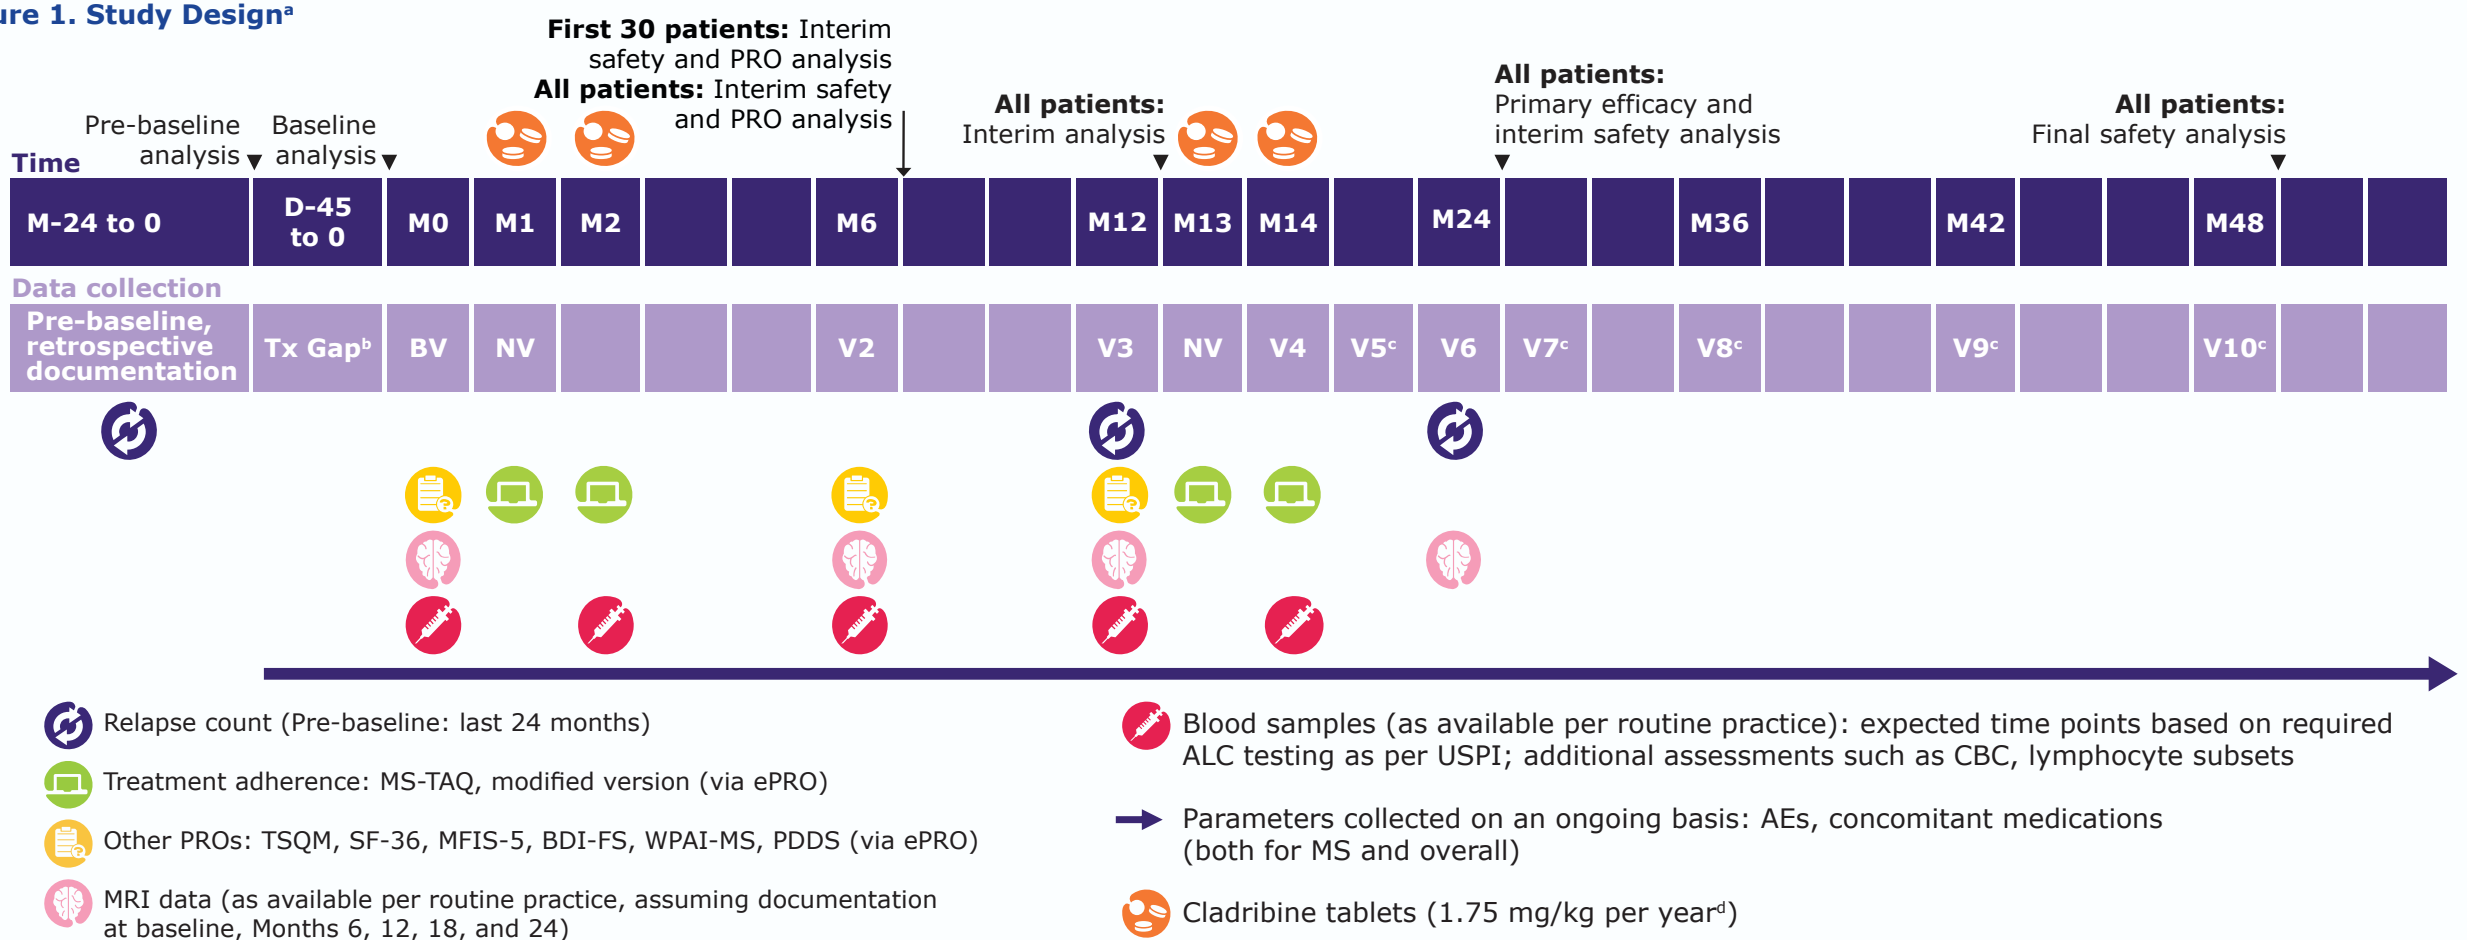 ure 1. Study Designᵃ
First 30 patients: Interim
safety and PRO analysis
All patients: Interim safety
and PRO analysis
Pre-baseline
analysis
Baseline
analysis
All patients:
Interim analysis
All patients:
Primary efficacy and
interim safety analysis
All patients:
Final safety analysis
Time
M-24 to 0
D-45
to 0
M0
M1
M2
M6
M12
M13
M14
M24
M36
M42
M48
Data collection
Pre-baseline,
retrospective
documentation
Tx Gapᵇ
BV
NV
V2
V3
NV
V4
V5ᶜ
V6
V7ᶜ
V8ᶜ
V9ᶜ
V10ᶜ
Relapse count (Pre-baseline: last 24 months)
Treatment adherence: MS-TAQ, modified version (via ePRO)
Other PROs: TSQM, SF-36, MFIS-5, BDI-FS, WPAI-MS, PDDS (via ePRO)
MRI data (as available per routine practice, assuming documentation
at baseline, Months 6, 12, 18, and 24)
Blood samples (as available per routine practice): expected time points based on required
ALC testing as per USPI; additional assessments such as CBC, lymphocyte subsets
Parameters collected on an ongoing basis: AEs, concomitant medications
(both for MS and overall)
Cladribine tablets (1.75 mg/kg per yearᵈ)